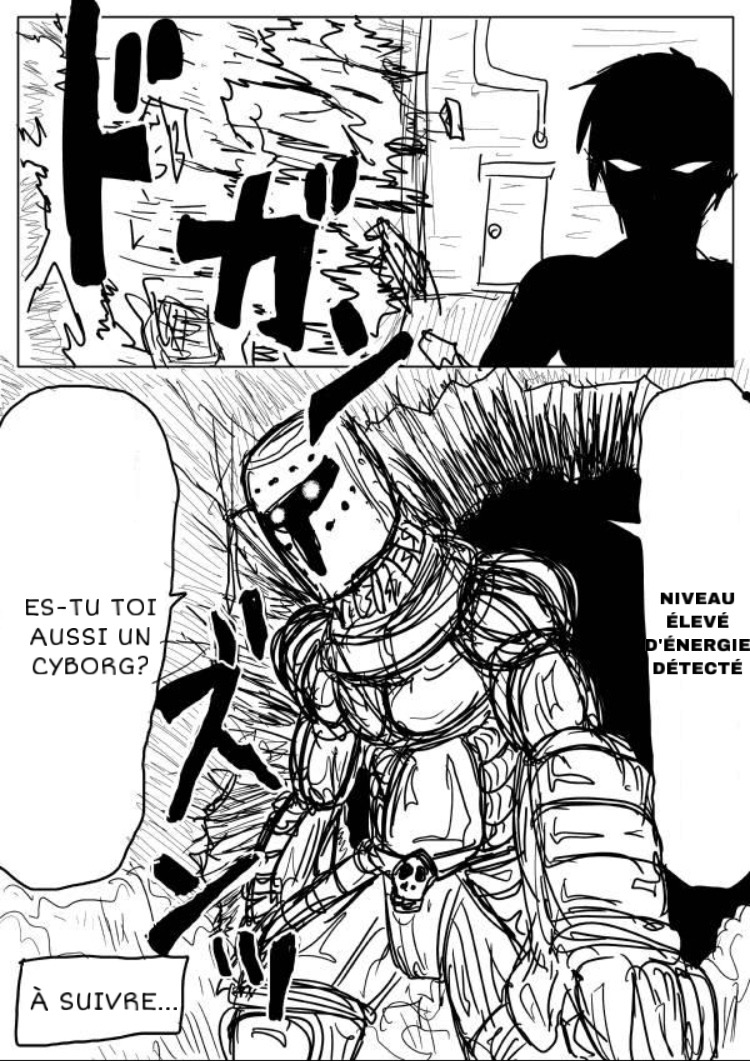 ドガ
NIVEAU
ÉLEVÉ
D'ÉNERGIE
DÉTECTÉ
ES-TU TOI
AUSSI UN
CYBORG?
ズン
À SUIVRE...